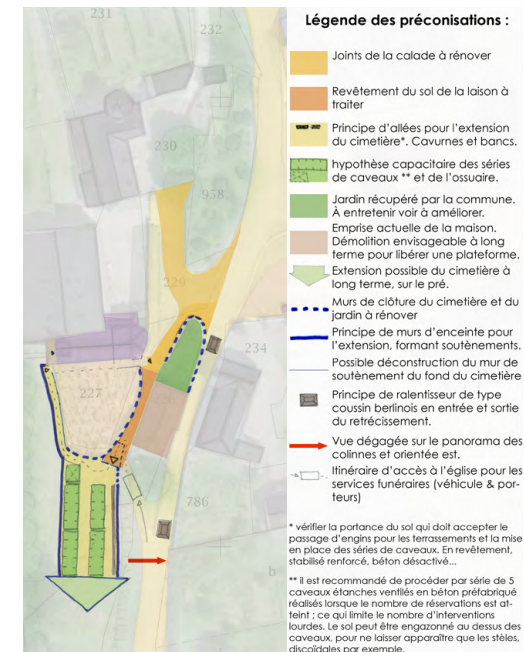 231
232
230
958
229
234
227
786
b
Légende des préconisations :
Joints de la calade à rénover
Revêtement du sol de la laison à
traiter
Principe d'allées pour l'extension
du cimetière*. Cavurnes et bancs.
hypothèse capacitaire des séries
de caveaux ** et de l'ossuaire.
Jardin récupéré par la commune.
À entretenir voir à améliorer.
Emprise actuelle de la maison.
Démolition envisageable à long
terme pour libérer une plateforme.
Extension possible du cimetière à
long terme, sur le pré.
Murs de clôture du cimetière et du
jardin à rénover
Principe de murs d'enceinte pour
l'extension, formant soutènements.
Possible déconstruction du mur de
soutènement du fond du cimetière
Principe de ralentisseur de type
coussin berlinois en entrée et sortie
du retrécissement.
Vue dégagée sur le panorama des
colinnes et orientée est.
Itinéraire d'accès à l'église pour les
services funéraires (véhicule & por-
teurs)
* vérifier la portance du sol qui doit accepter le
passage d'engins pour les terrassements et la mise
en place des séries de caveaux. En revêtement,
stabilisé renforcé, béton désactivé...
** il est recommandé de procéder par série de 5
caveaux étanches ventilés en béton préfabriqué
réalisés lorsque le nombre de réservations est at-
teint ; ce qui limite le nombre d'interventions
lourdes. Le sol peut être engazonné au dessus des
caveaux, pour ne laisser apparaître que les stèles,
discoïdales par exemple.